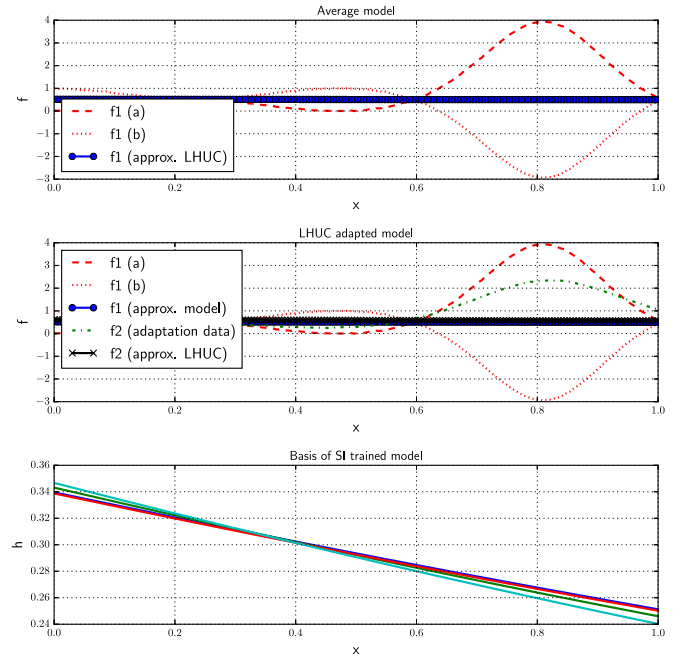 Average model
4
3
2
1
0
−1
−2
−3
f
f1 (a)
f1 (b)
f1 (approx. LHUC)
0.0 0.2 0.4 0.6 0.8 1.0
x
LHUC adapted model
4
3
2
1
0
−1
−2
−3
f
f1 (a)
f1 (b)
f1 (approx. model)
f2 (adaptation data)
f2 (approx. LHUC)
0.0 0.2 0.4 0.6 0.8 1.0
x
Basis of SI trained model
0.36
0.34
0.32
0.30
0.28
0.26
0.24
h
0.0 0.2 0.4 0.6 0.8 1.0
x